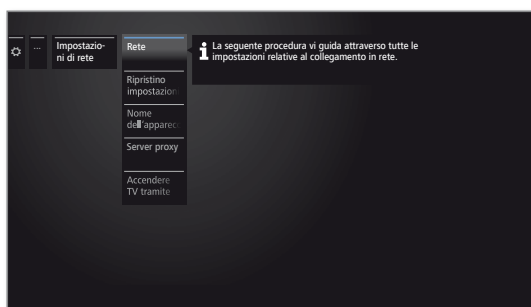 ...
Impostazio-
ni di rete
Rete
La seguente procedura vi guida attraverso tutte le
impostazioni relative al collegamento in rete.
Ripristino
impostazion
Nome
dell'apparecc
Server proxy
Accendere
TV tramite